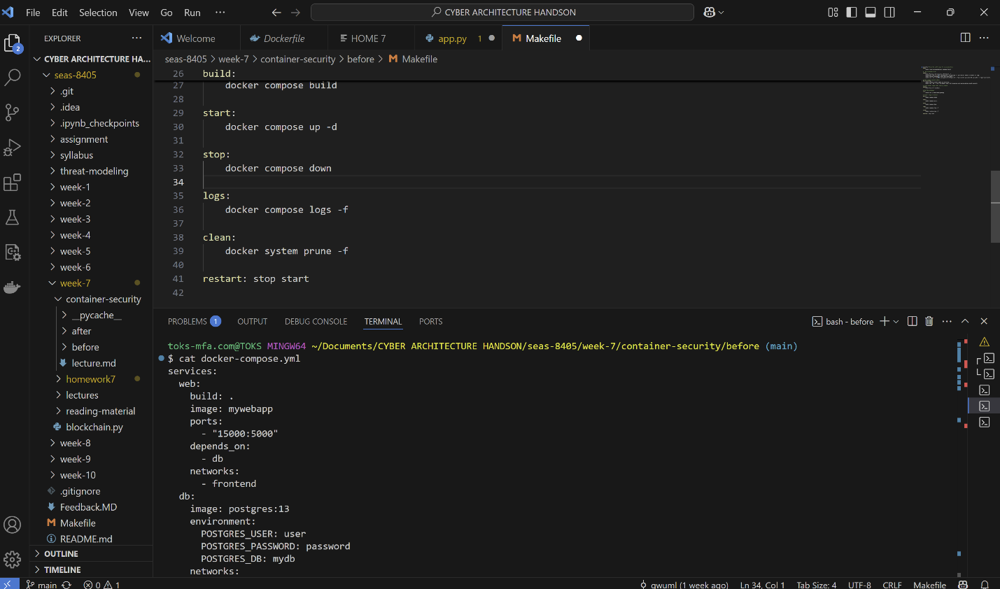 File Edit Selection View Go Run ···
CYBER ARCHITECTURE HANDSON
EXPLORER ···
2
CYBER ARCHITECTURE HA...
seas-8405
.git
.idea
.ipynb_checkpoints
assignment
syllabus
threat-modeling
week-1
week-2
week-3
week-4
week-5
week-6
week-7
container-security
__pycache__
after
before
lecture.md
homework7
lectures
reading-material
blockchain.py
week-8
week-9
week-10
.gitignore
Feedback.MD
Makefile
README.md
OUTLINE
TIMELINE
Welcome Dockerfile HOME 7 app.py 1 Makefile
seas-8405 > week-7 > container-security > before > Makefile
26 build:
27 docker compose build
28
29 start:
30 docker compose up -d
31
32 stop:
33 docker compose down
34
35 logs:
36 docker compose logs -f
37
38 clean:
39 docker system prune -f
40
41 restart: stop start
42
PROBLEMS 1 OUTPUT DEBUG CONSOLE TERMINAL PORTS bash - before
toks-mfa.com@TOKS MINGW64 ~/Documents/CYBER ARCHITECTURE HANDSON/seas-8405/week-7/container-security/before (main)
$ cat docker-compose.yml
services:
web:
build: .
image: mywebapp
ports:
- "15000:5000"
depends_on:
- db
networks:
- frontend
db:
image: postgres:13
environment:
POSTGRES_USER: user
POSTGRES_PASSWORD: password
POSTGRES_DB: mydb
networks:
main 0 1 gwuml (1 week ago) Ln 34, Col 1 Tab Size: 4 UTF-8 CRLF Makefile